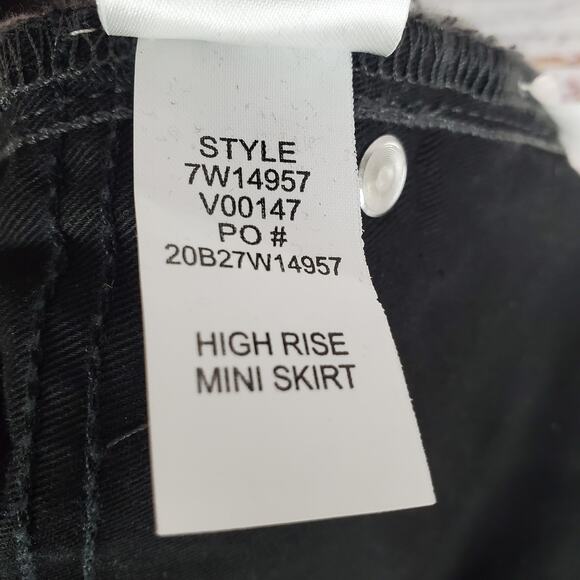 STYLE
7W14957
V00147
PO #
20B27W14957
HIGH RISE
MINI SKIRT